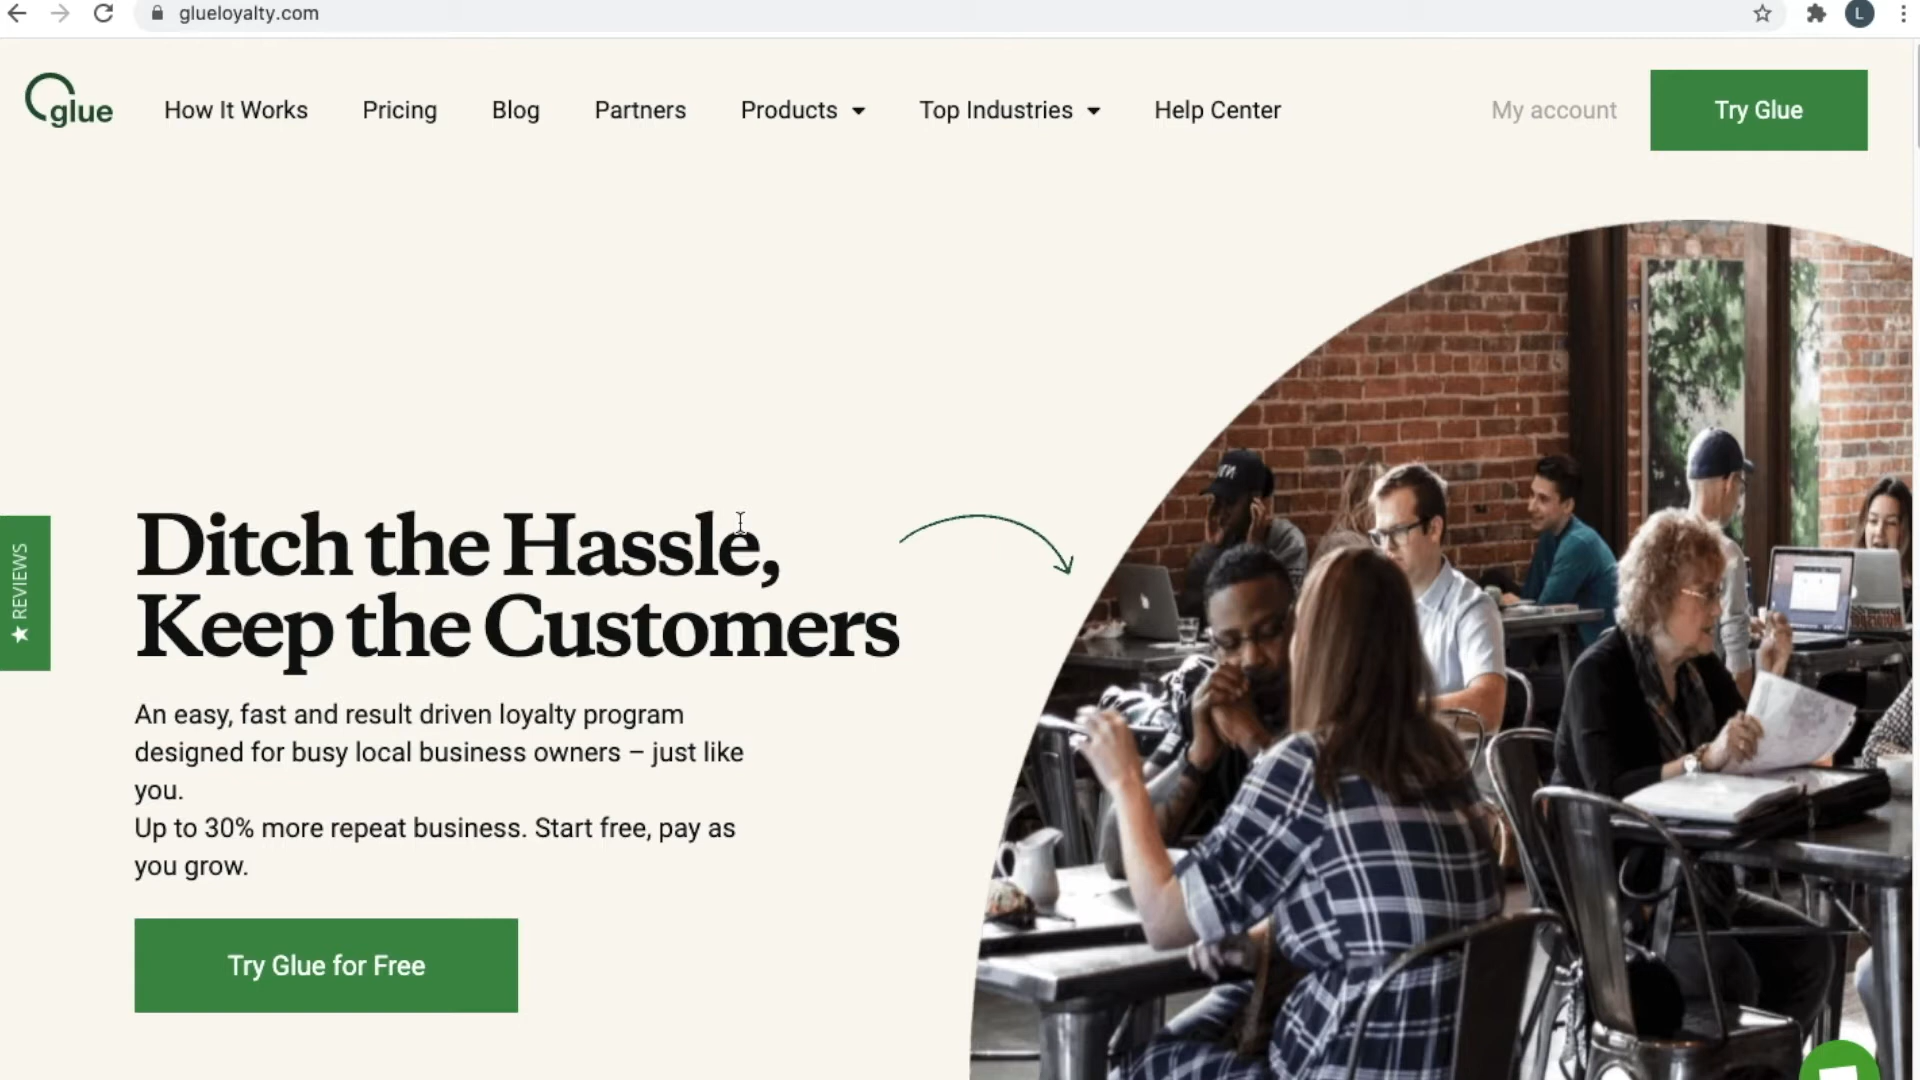 glueloyalty.com
L
glue
How It Works
Pricing
Blog
Partners
Products
Top Industries
Help Center
My account
Try Glue
★ REVIEWS
Ditch the Hassle,
Keep the Customers
An easy, fast and result driven loyalty program
designed for busy local business owners – just like
you.
Up to 30% more repeat business. Start free, pay as
you grow.
Try Glue for Free